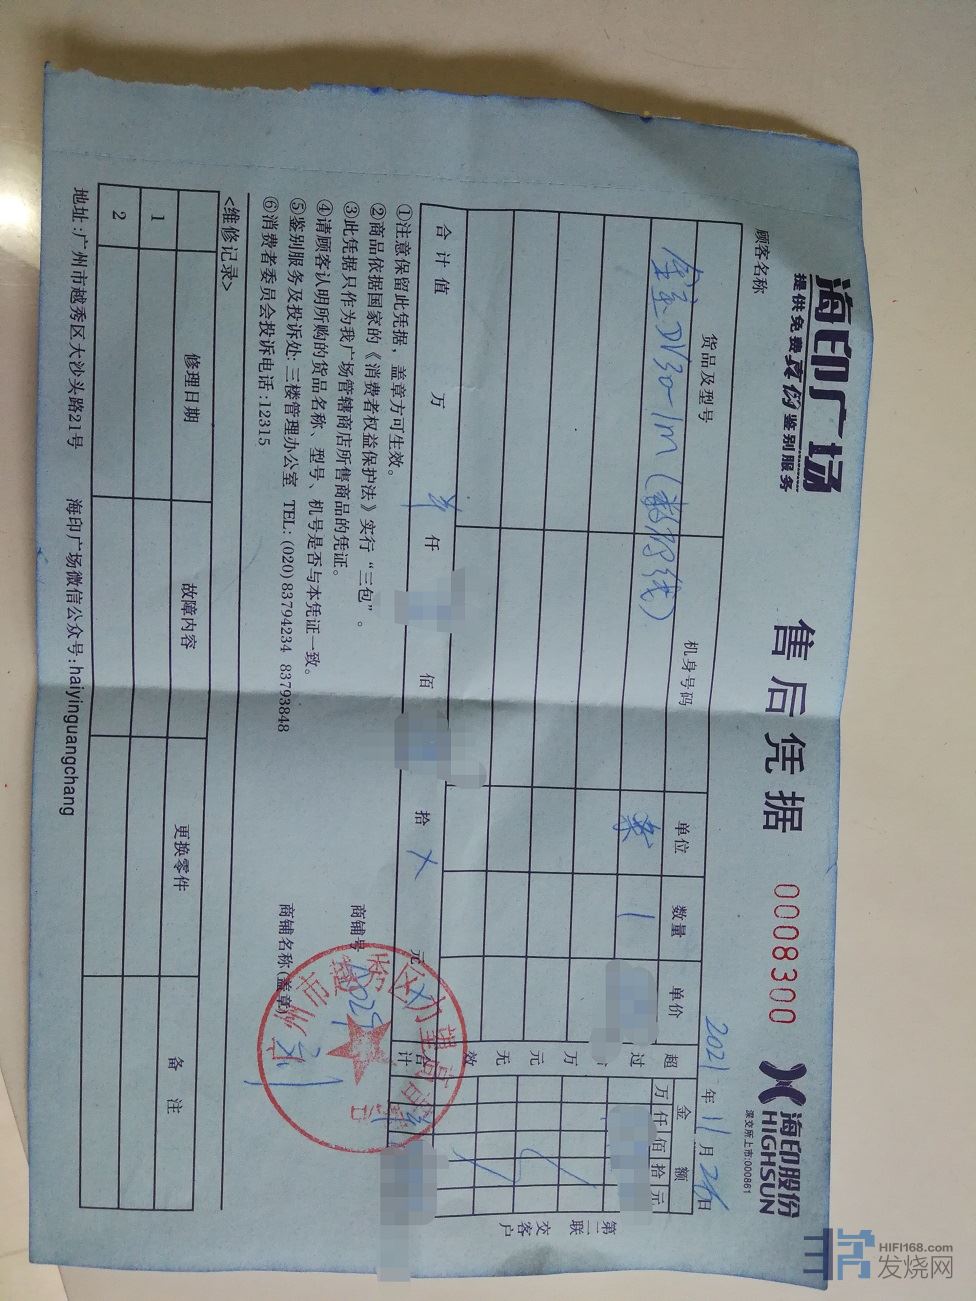 海印广场
提供免费真伪鉴别服务
售后凭据
0008300
海印股份
HIGHSUN
深交所上市:000861
顾客名称
2021年11月26日
货品及型号
机身号码
单位
数量
单价
超过万元无效
金额
万仟佰拾元
DV30-1m(数码线)
条
1
合计值
万
仟
佰
拾
元
合计
第二联交客户
①注意保留此凭据，盖章方可生效。
②商品依据国家的《消费者权益保护法》实行“三包”。
③此凭据只作为我广场管辖商店所售商品的凭证。
④请顾客认明所购的货品名称、型号、机号是否与本凭证一致。
⑤鉴别服务及投诉处:三楼管理办公室 TEL:(020)83794234 83793848
⑥消费者委员会投诉电话:12315
商铺号
商铺名称(盖章)
<维修记录>
修理日期
故障内容
更换零件
备注
1
2
地址:广州市越秀区大沙头路21号
海印广场微信公众号:haiyinguangchang
HIFI168.com
发烧网